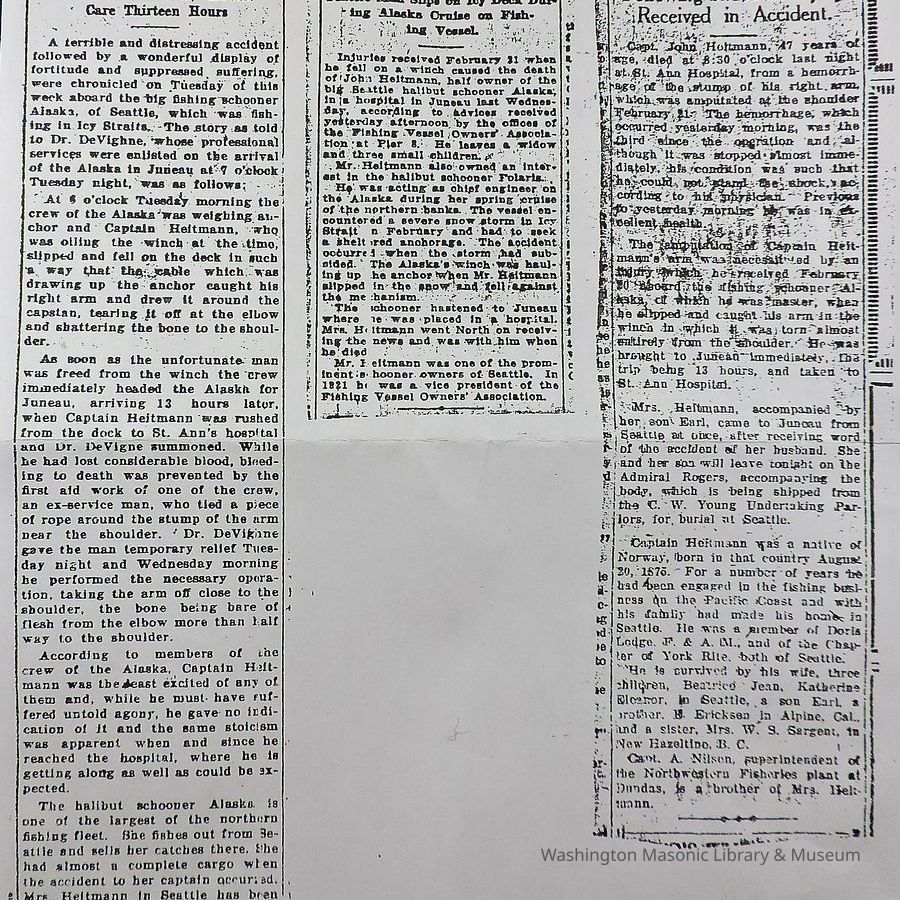 Care Thirteen Hours
A terrible and distressing accident
followed by a wonderful display of
fortitude and suppressed suffering,
were chronicled on Tuesday of this
week aboard the big fishing schooner
Alaska, of Seattle, which was fish-
ing in Icy Straits. The story as told
to Dr. DeVighne, whose professional
services were enlisted on the arrival
of the Alaska in Juneau at 7 o'clock
Tuesday night, was as follows:
At 6 o'clock Tuesday morning the
crew of the Alaska was weighing an-
chor and Captain Heitmann, who
was oiling the winch at the time,
slipped and fell on the deck in such
a way that the cable which was
drawing up the anchor caught his
right arm and drew it around the
capstan, tearing it off at the elbow
and shattering the bone to the shoul-
der.
As soon as the unfortunate man
was freed from the winch the crew
immediately headed the Alaska for
Juneau, arriving 13 hours later,
when Captain Heitmann was rushed
from the dock to St. Ann's hospital
and Dr. DeVigne summoned. While
he had lost considerable blood, bleed-
ing to death was prevented by the
first aid work of one of the crew,
an ex-service man, who tied a piece
of rope around the stump of the arm
near the shoulder. Dr. DeVighne
gave the man temporary relief Tues-
day night and Wednesday morning
he performed the necessary opera-
tion, taking the arm off close to the
shoulder, the bone being bare of
flesh from the elbow more than half
way to the shoulder.
According to members of the
crew of the Alaska, Captain Heit-
mann was the least excited of any of
them and, while he must have suf-
fered untold agony, he gave no indi-
cation of it and the same stoicism
was apparent when and since he
reached the hospital, where he is
getting along as well as could be ex-
pected.
The halibut schooner Alaska is
one of the largest of the northern
fishing fleet. She fishes out from Se-
attle and sells her catches there. She
had almost a complete cargo when
the accident to her captain occurred.
Mrs. Heitmann in Seattle has been
Slips on Icy Deck Dur-
ing Alaska Cruise on Fish-
ing Vessel.
Injuries received February 21 when
he fell on a winch caused the death
of John Heitmann, half owner of the
big Seattle halibut schooner Alaska,
in a hospital in Juneau last Wednes-
day, according to advices received
yesterday afternoon by the offices of
the Fishing Vessel Owners' Associa-
tion at Pier 8. He leaves a widow
and three small children.
Mr. Heitmann also owned an inter-
est in the halibut schooner Polaris.
He was acting as chief engineer on
the Alaska during her spring cruise
of the northern banks. The vessel en-
countered a severe snow storm in Icy
Strait in February and had to seek
a sheltered anchorage. The accident
occurred when the storm had sub-
sided. The Alaska's winch was haul-
ing up the anchor when Mr. Heitmann
slipped in the snow and fell against
the mechanism.
The schooner hastened to Juneau
where he was placed in a hospital.
Mrs. Heitmann went North on receiv-
ing the news and was with him when
he died
Mr. Heitmann was one of the prom-
inent schooner owners of Seattle. In
1921 he was a vice president of the
Fishing Vessel Owners' Association.
Received in Accident.
Capt. John Heitmann, 47 years of
age, died at 8:30 o'clock last night
at St. Ann Hospital, from a hemorrh-
age of the stump of his right arm,
which was amputated at the shoulder
February 21. The hemorrhage, which
occurred yesterday morning, was the
third since the operation and al-
though it was stopped almost imme-
diately, his condition was such that
he could not stand the shock, ac-
cording to his physician. Previous
to yesterday morning he was in ex-
cellent health.
The amputation of Captain Heit-
mann's arm was necessitated by an
injury which he received February
20 aboard the fishing schooner Al-
aska, of which he was master, when
he slipped and caught his arm in the
winch in which it was torn almost
entirely from the shoulder. He was
brought to Juneau immediately, the
trip being 13 hours, and taken to
St. Ann Hospital.
Mrs. Heitmann, accompanied by
her son Earl, came to Juneau from
Seattle at once, after receiving word
of the accident of her husband. She
and her son will leave tonight on the
Admiral Rogers, accompanying the
body, which is being shipped from
the C. W. Young Undertaking Par-
lors, for burial at Seattle.
Captain Heitmann was a native of
Norway, born in that country August
20, 1875. For a number of years he
had been engaged in the fishing busi-
ness on the Pacific Coast and with
his family had made his home in
Seattle. He was a member of Doric
Lodge, F. & A. M., and of the Chap-
ter of York Rite, both of Seattle.
He is survived by his wife, three
children, Beatrice Jean, Katherine
Eleanor, in Seattle, a son Earl, a
brother, E. Ericksen in Alpine, Cal.,
and a sister, Mrs. W. S. Sargent, in
New Hazeltine, B. C.
Capt. A. Nilsen, superintendent of
the Northwestern Fisheries plant at
Dundas, is a brother of Mrs. Heit-
mann.
Washington Masonic Library & Museum